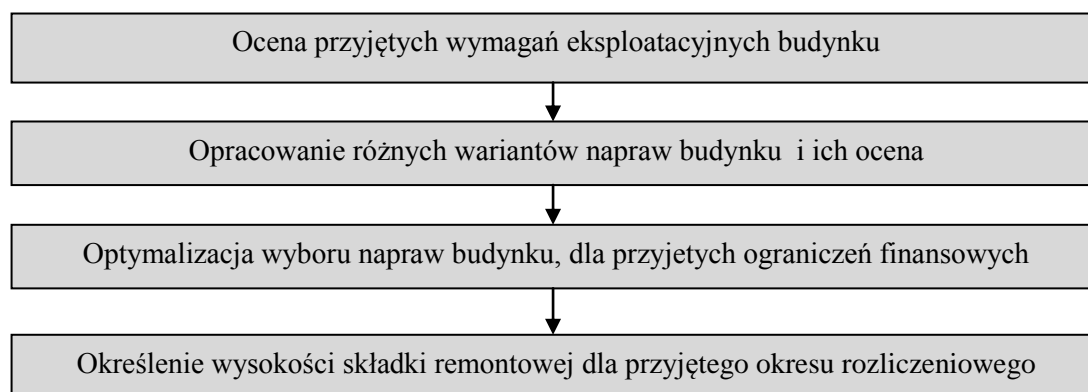 Ocena przyjętych wymagań eksploatacyjnych budynku
Opracowanie różnych wariantów napraw budynku i ich ocena
Optymalizacja wyboru napraw budynku, dla przyjetych ograniczeń finansowych
Określenie wysokości składki remontowej dla przyjętego okresu rozliczeniowego